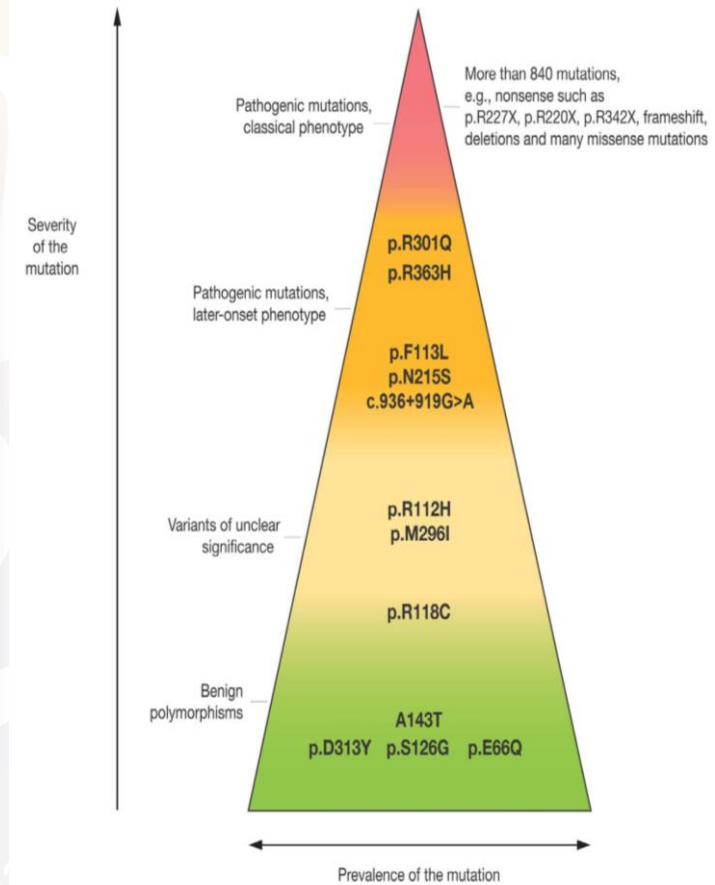 More than 840 mutations,
e.g., nonsense such as
p.R227X, p.R220X, p.R342X, frameshift,
deletions and many missense mutations
Pathogenic mutations,
classical phenotype
Severity
of the
mutation
p.R301Q
p.R363H
Pathogenic mutations,
later-onset phenotype
p.F113L
p.N215S
c.936+919G>A
p.R112H
p.M296I
Variants of unclear
significance
p.R118C
Benign
polymorphisms
A143T
p.D313Y p.S126G p.E66Q
Prevalence of the mutation